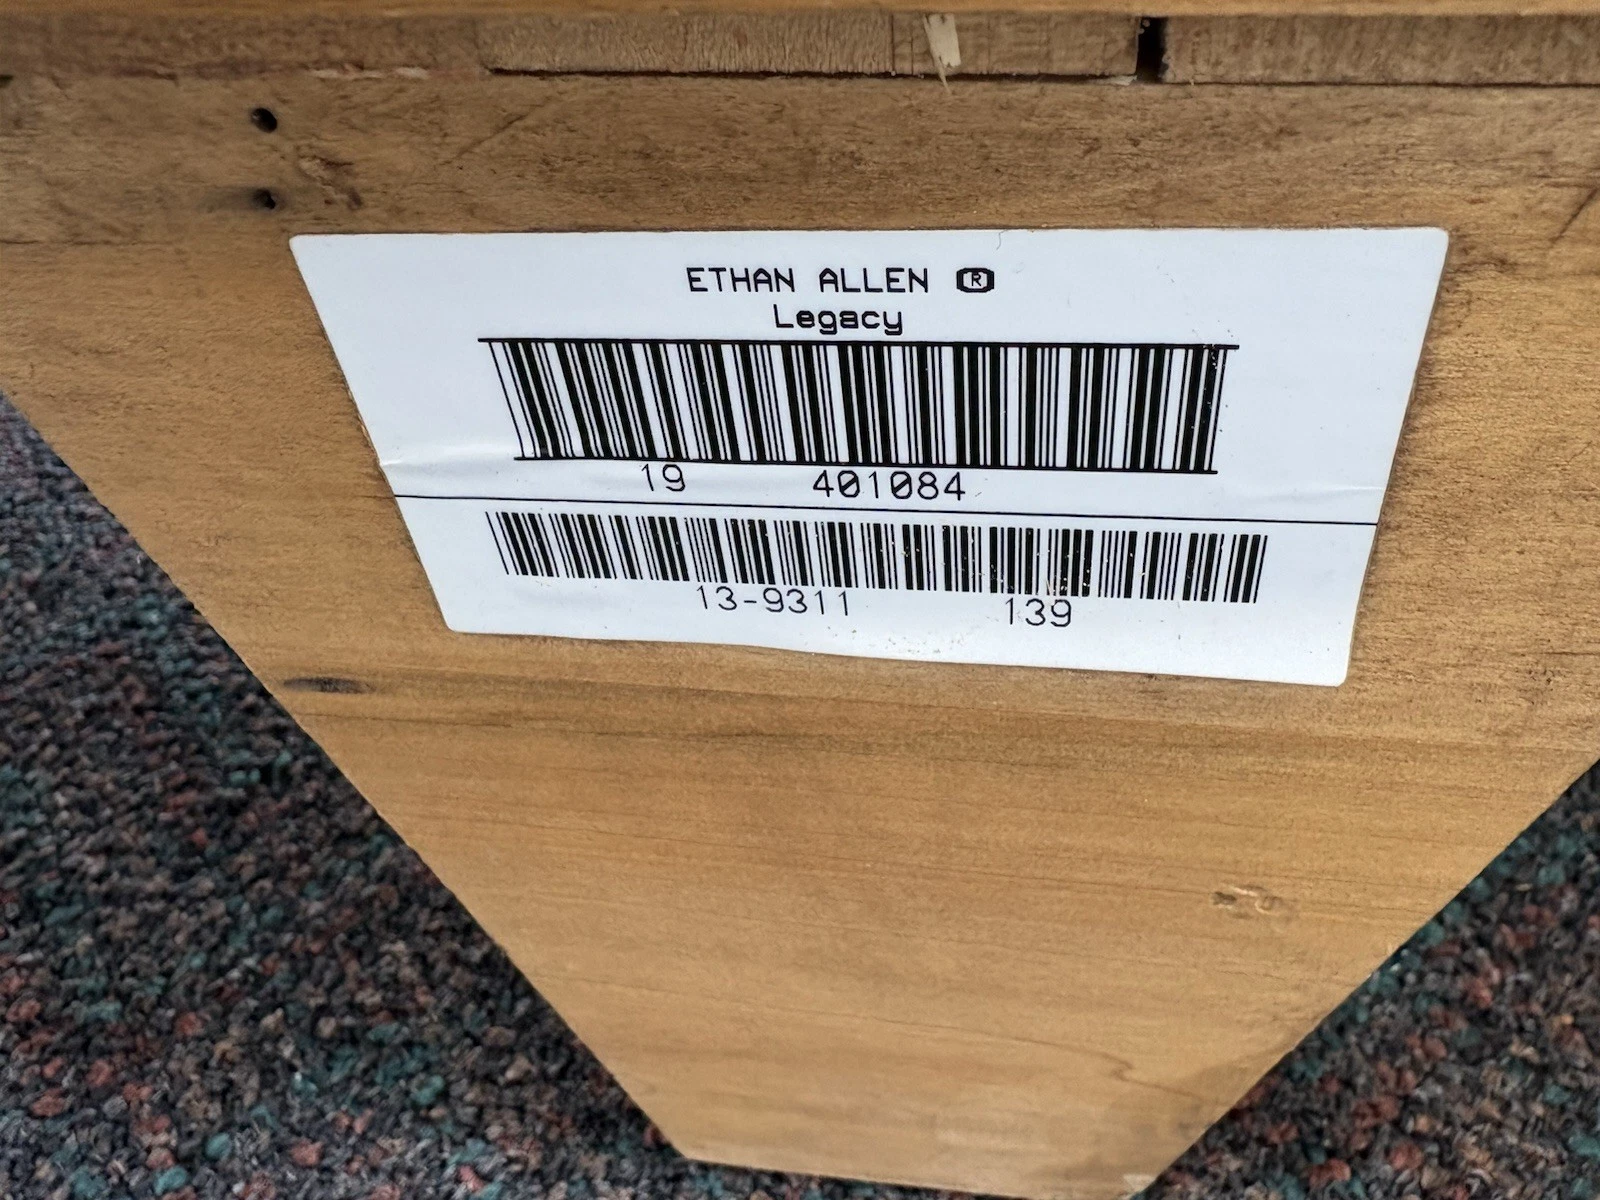 ETHAN ALLEN ®
Legacy
19 401084
13-9311 139